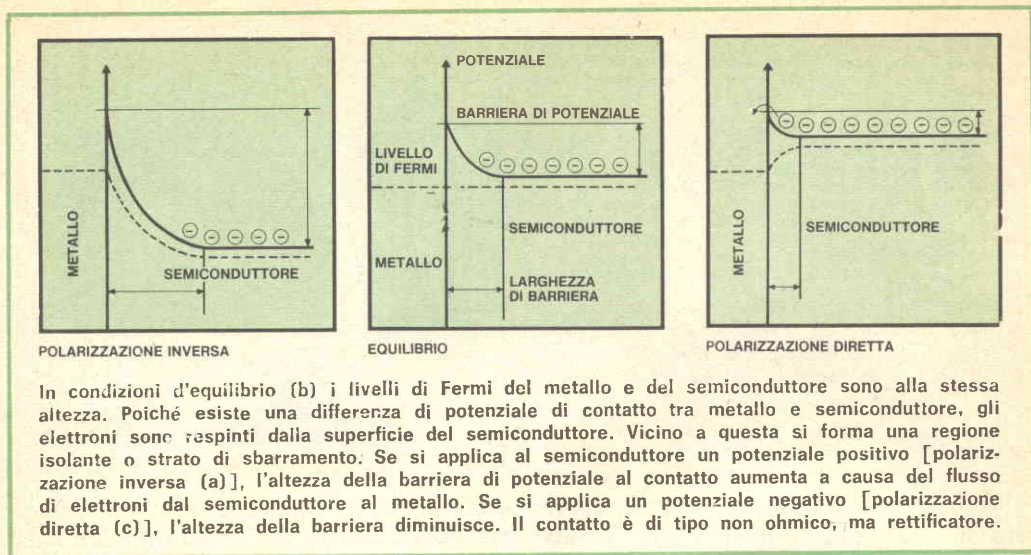 METALLO
SEMICONDUTTORE
POLARIZZAZIONE INVERSA
POTENZIALE
BARRIERA DI POTENZIALE
LIVELLO
DI FERMI
SEMICONDUTTORE
METALLO
LARGHEZZA
DI BARRIERA
EQUILIBRIO
METALLO
SEMICONDUTTORE
POLARIZZAZIONE DIRETTA
In condizioni d'equilibrio (b) i livelli di Fermi del metallo e del semiconduttore sono alla stessa
altezza. Poiché esiste una differenza di potenziale di contatto tra metallo e semiconduttore, gli
elettroni sono respinti dalla superficie del semiconduttore. Vicino a questa si forma una regione
isolante o strato di sbarramento. Se si applica al semiconduttore un potenziale positivo [polariz-
zazione inversa (a)], l'altezza della barriera di potenziale al contatto aumenta a causa del flusso
di elettroni dal semiconduttore al metallo. Se si applica un potenziale negativo [polarizzazione
diretta (c)], l'altezza della barriera diminuisce. Il contatto è di tipo non ohmico, ma rettificatore.